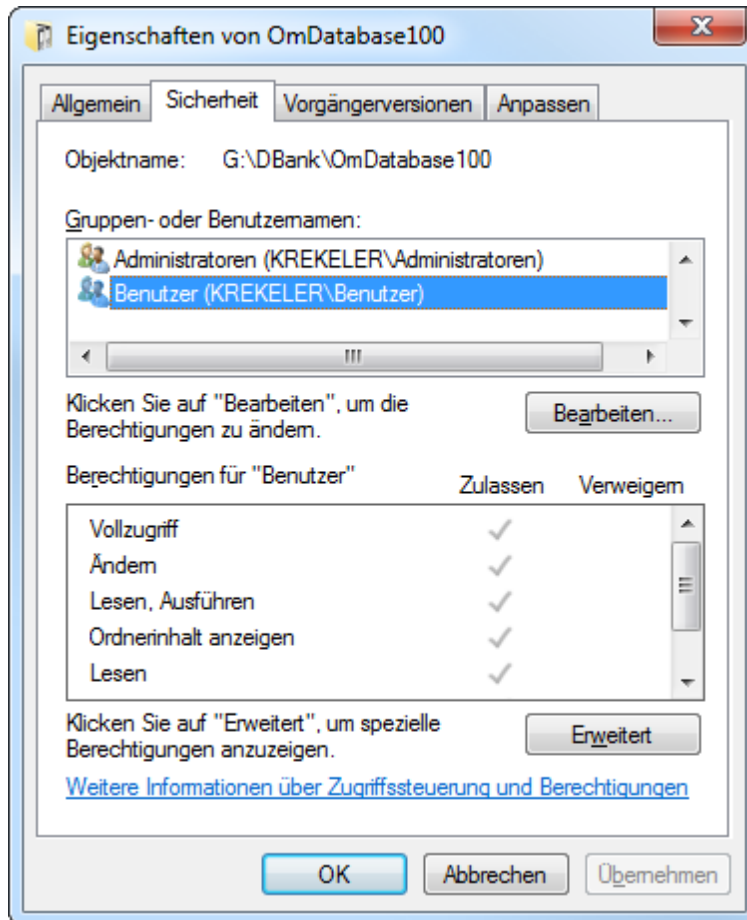 Eigenschaften von OmDatabase100
Allgemein Sicherheit Vorgängerversionen Anpassen
Objektname: G:\DBank\OmDatabase100
Gruppen- oder Benutzernamen:
Administratoren (KREKELER\Administratoren)
Benutzer (KREKELER\Benutzer)
Klicken Sie auf "Bearbeiten", um die
Berechtigungen zu ändern.
Bearbeiten...
Berechtigungen für "Benutzer" Zulassen Verweigern
Vollzugriff
Ändern
Lesen, Ausführen
Ordnerinhalt anzeigen
Lesen
Klicken Sie auf "Erweitert", um spezielle
Berechtigungen anzuzeigen.
Erweitert
Weitere Informationen über Zugriffssteuerung und Berechtigungen
OK Abbrechen Übernehmen